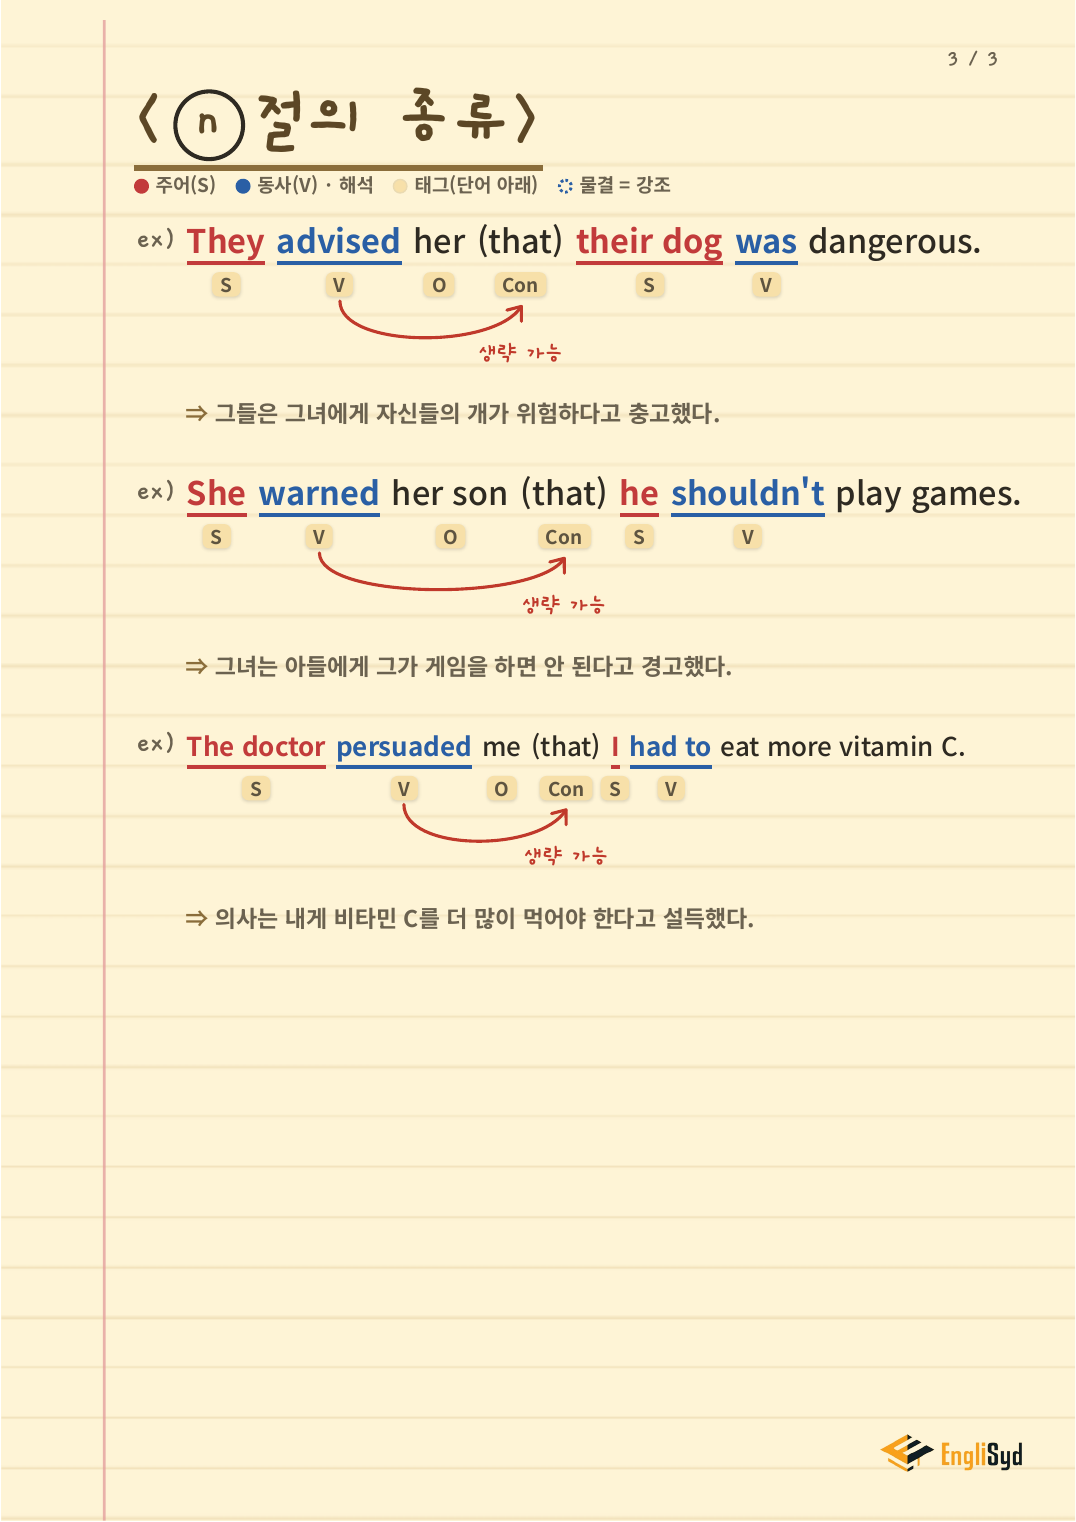 3 / 3
< n 절의 종류>
주어(S) 동사(V) · 해석 태그(단어 아래) 물결 = 강조
ex) They advised her (that) their dog was dangerous.
S V O Con S V
생략 가능
⇒ 그들은 그녀에게 자신들의 개가 위험하다고 충고했다.
ex) She warned her son (that) he shouldn't play games.
S V O Con S V
생략 가능
⇒ 그녀는 아들에게 그가 게임을 하면 안 된다고 경고했다.
ex) The doctor persuaded me (that) I had to eat more vitamin C.
S V O Con S V
생략 가능
⇒ 의사는 내게 비타민 C를 더 많이 먹어야 한다고 설득했다.
EngliSyd